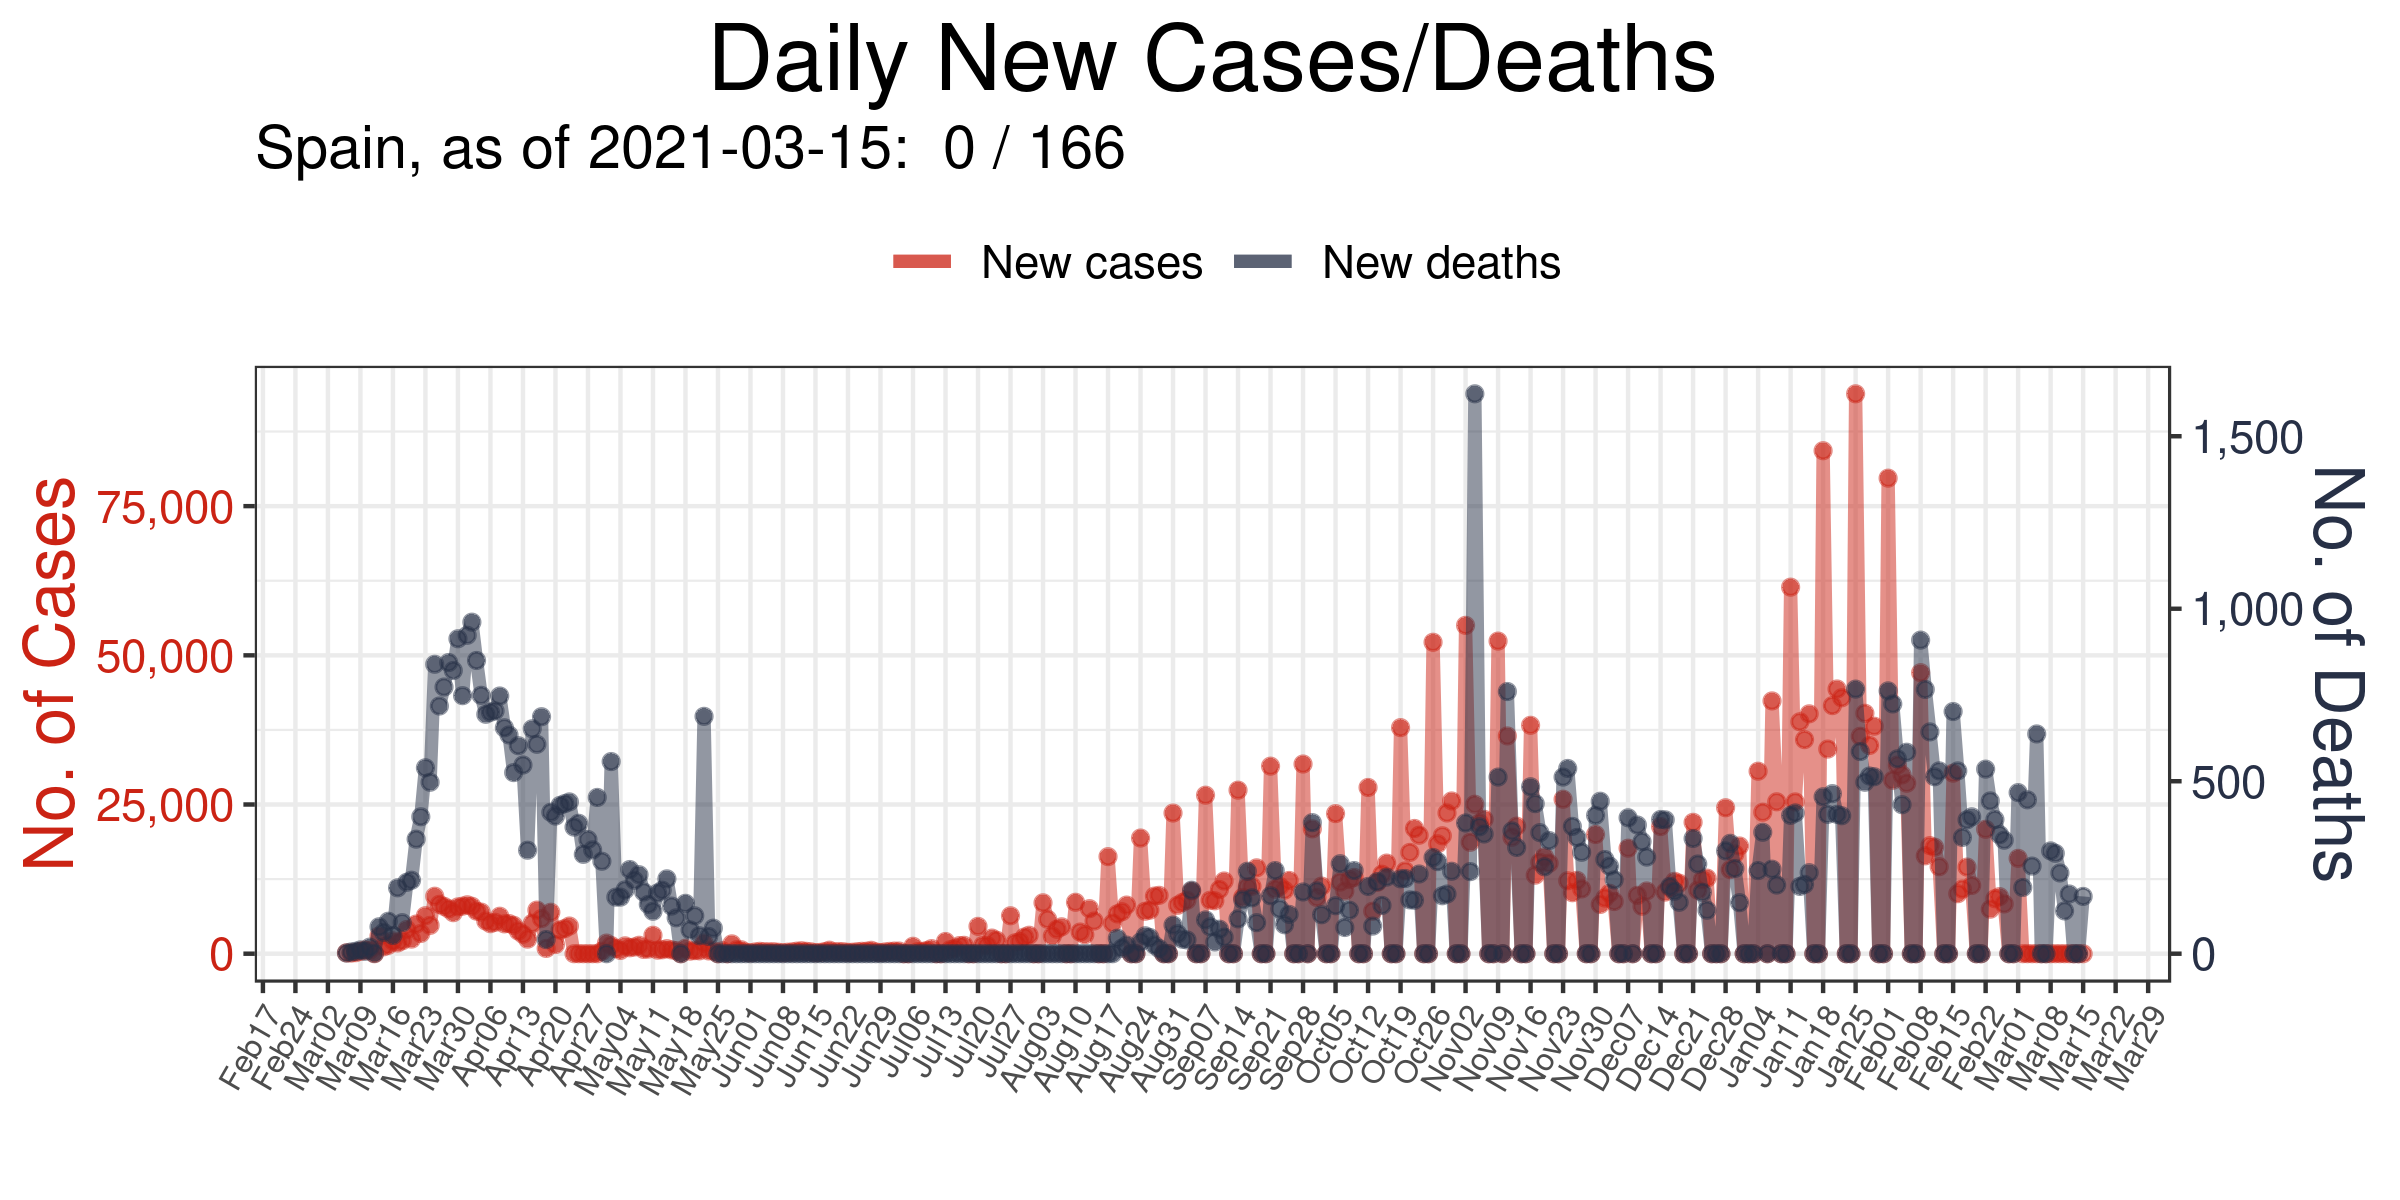 Daily New Cases/Deaths
Spain, as of 2021-03-15:  0 / 166
New cases
New deaths
No. of Cases
75,000
50,000
25,000
0
1,500
1,000
500
0
No. of Deaths
Feb17
Feb24
Mar02
Mar09
Mar16
Mar23
Mar30
Apr06
Apr13
Apr20
Apr27
May04
May11
May18
May25
Jun01
Jun08
Jun15
Jun22
Jun29
Jul06
Jul13
Jul20
Jul27
Aug03
Aug10
Aug17
Aug24
Aug31
Sep07
Sep14
Sep21
Sep28
Oct05
Oct12
Oct19
Oct26
Nov02
Nov09
Nov16
Nov23
Nov30
Dec07
Dec14
Dec21
Dec28
Jan04
Jan11
Jan18
Jan25
Feb01
Feb08
Feb15
Feb22
Mar01
Mar08
Mar15
Mar22
Mar29